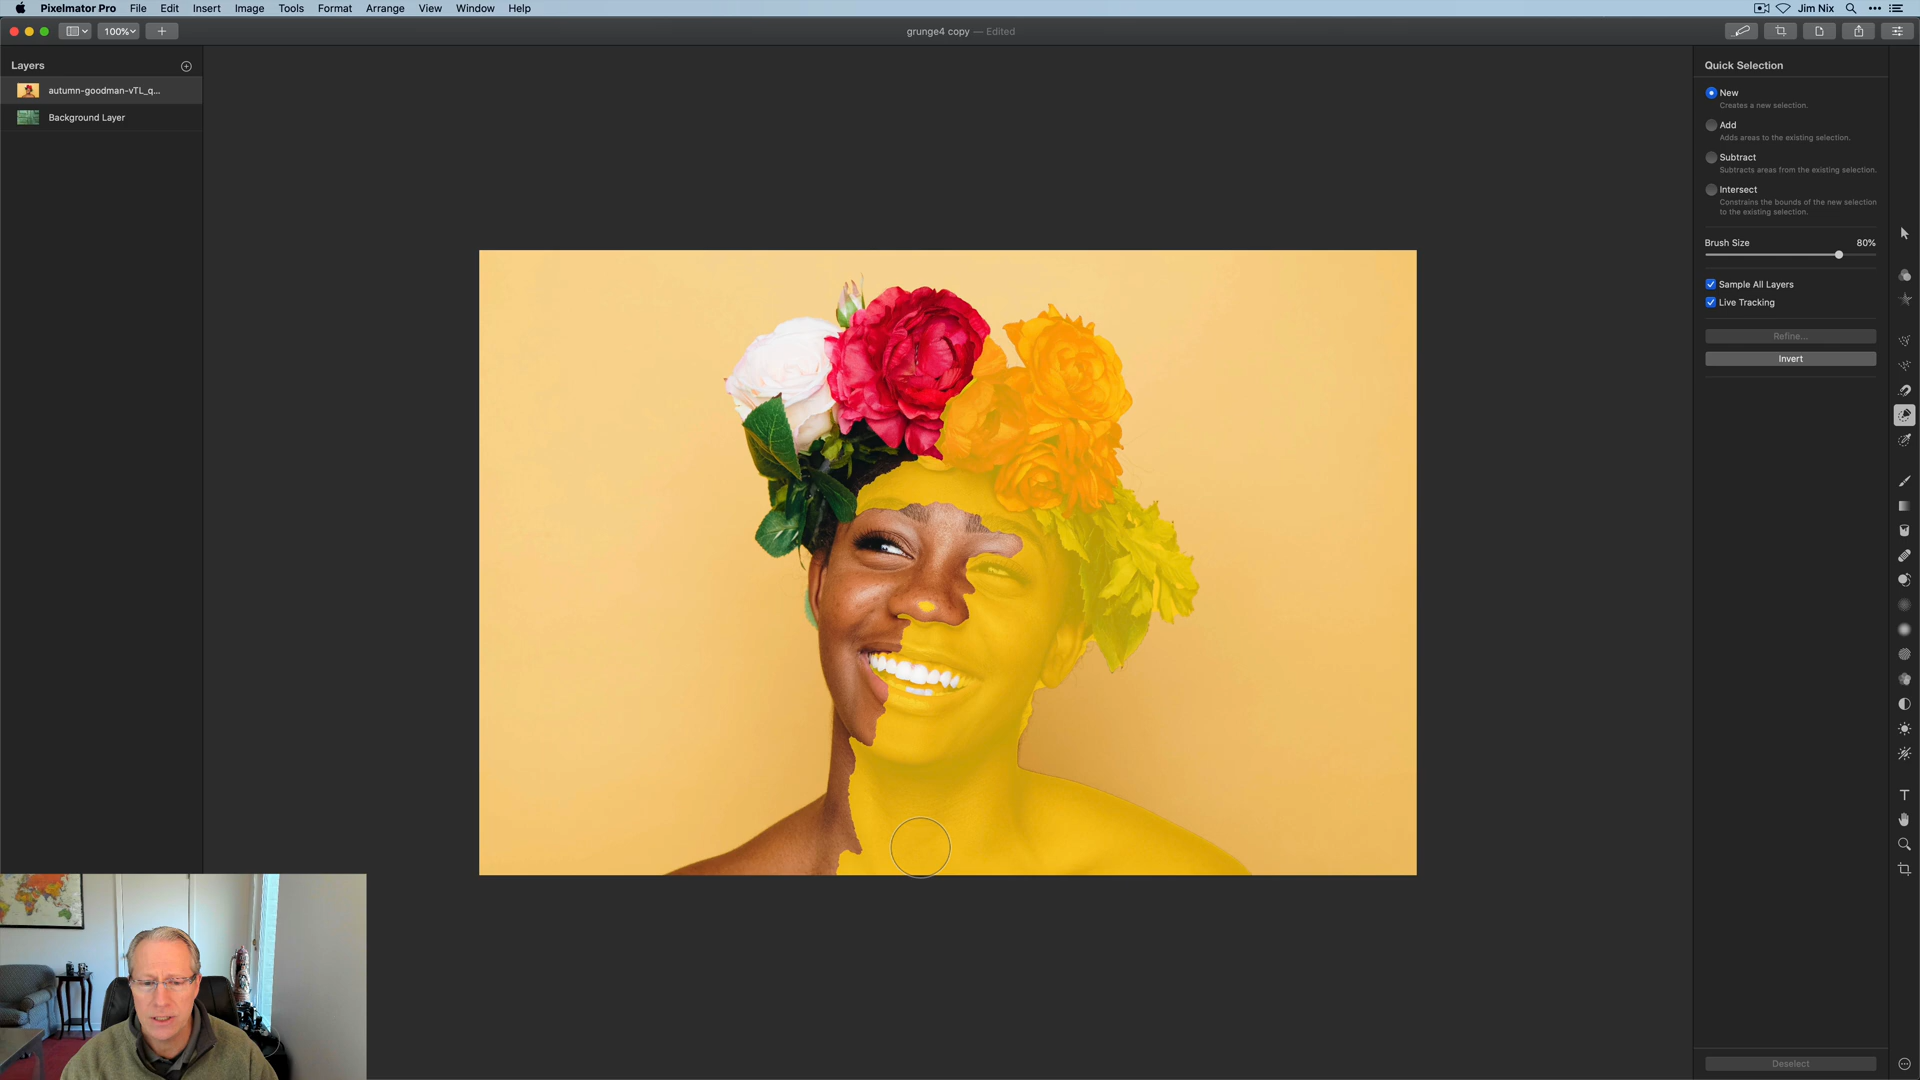 Pixelmator Pro File Edit Insert Image Tools Format Arrange View Window Help Jim Nix
100% grunge4 copy — Edited
Layers
autumn-goodman-vTL_q...
Background Layer
Quick Selection
New
Creates a new selection.
Add
Adds areas to the existing selection.
Subtract
Subtracts areas from the existing selection.
Intersect
Constrains the bounds of the new selection
to the existing selection.
Brush Size 80%
Sample All Layers
Live Tracking
Refine...
Invert
T
Deselect